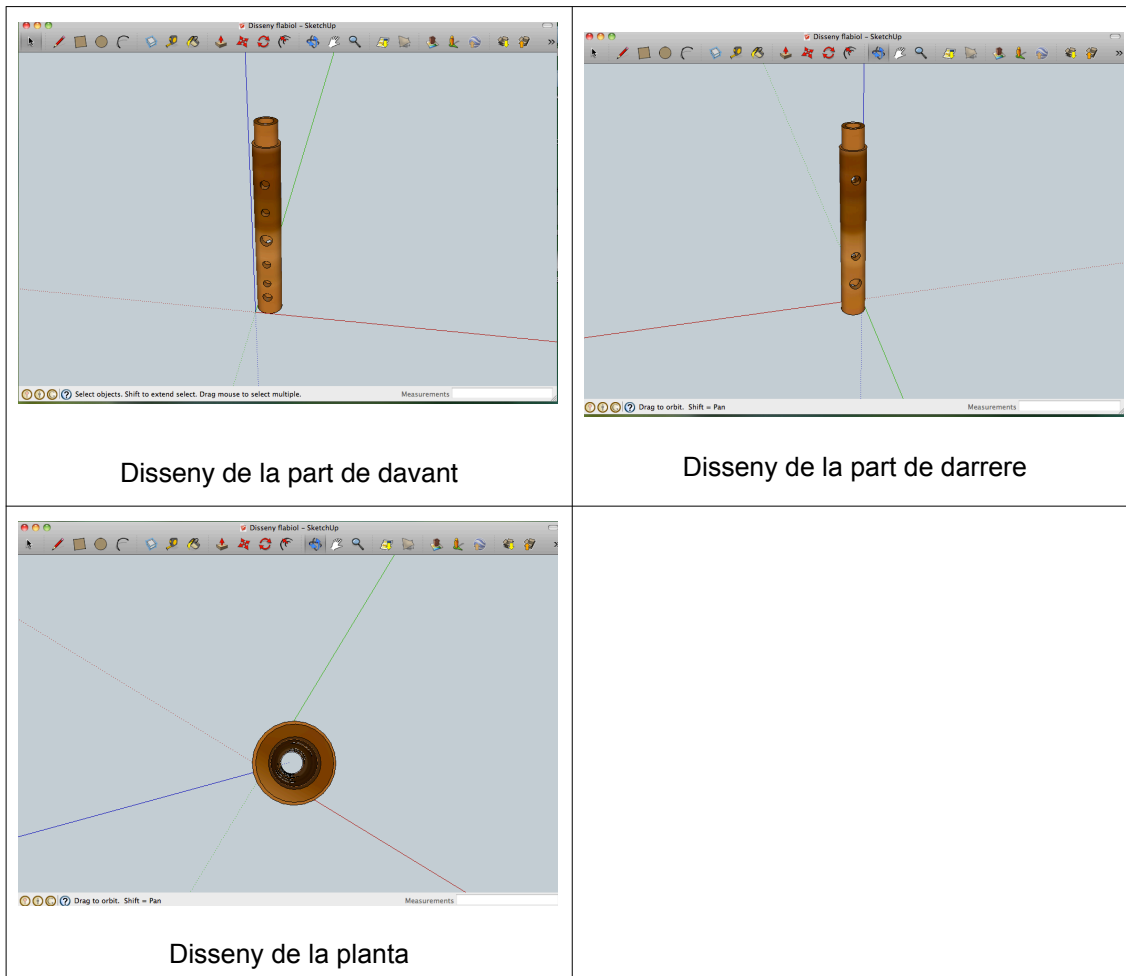 Disseny flabiol – SketchUp
Select objects. Shift to extend select. Drag mouse to select multiple.
Measurements
Disseny de la part de davant
Disseny flabiol – SketchUp
Drag to orbit. Shift = Pan
Measurements
Disseny de la part de darrere
Disseny flabiol – SketchUp
Drag to orbit. Shift = Pan
Measurements
Disseny de la planta